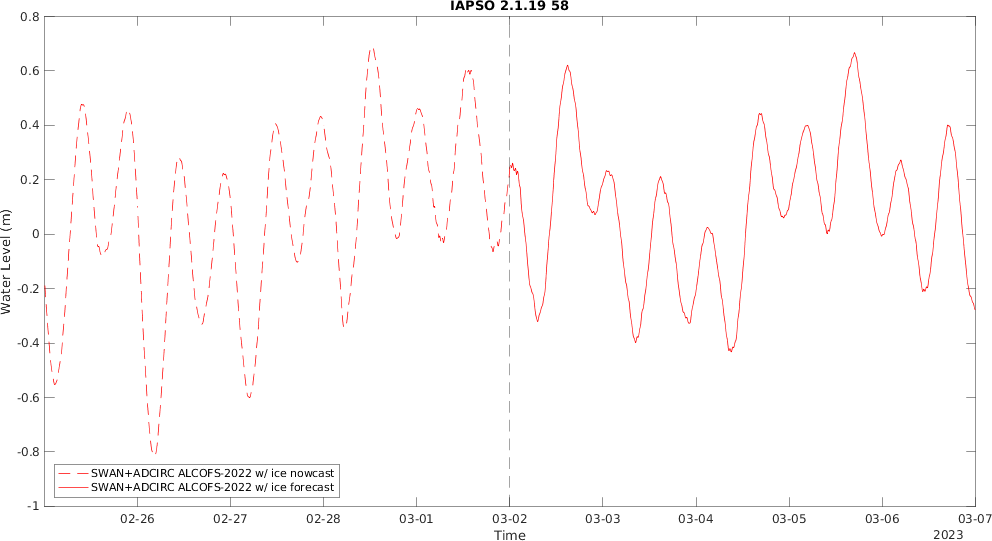 IAPSO 2.1.19 58
0.8
0.6
0.4
0.2
0
-0.2
-0.4
-0.6
-0.8
-1
Water Level (m)
SWAN+ADCIRC ALCOFS-2022 w/ ice nowcast
SWAN+ADCIRC ALCOFS-2022 w/ ice forecast
02-26 02-27 02-28 03-01 03-02 03-03 03-04 03-05 03-06 03-07
Time
2023